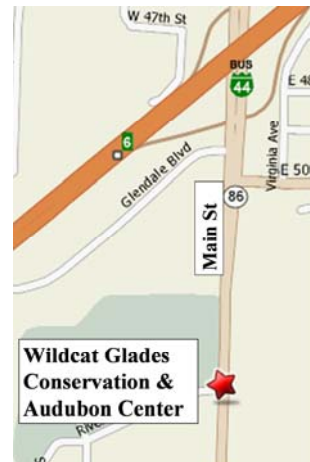 W 47th St
BUS
44
E 48
6
Virginia Ave
Glendale Blvd
E 50
86
Main St
Wildcat Glades
Conservation &
Audubon Center
Rive
S